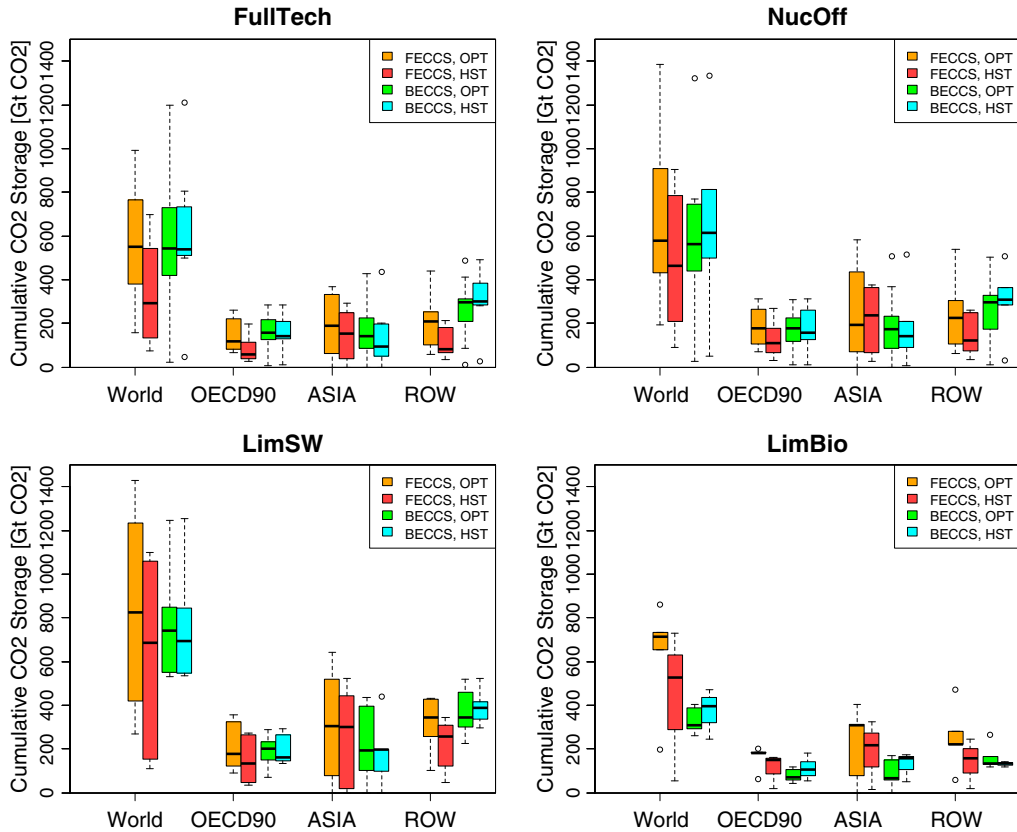 FullTech
Cumulative CO2 Storage [Gt CO2]
0 200 400 600 800 1000 1200 1400
FECCS, OPT
FECCS, HST
BECCS, OPT
BECCS, HST
World OECD90 ASIA ROW
NucOff
Cumulative CO2 Storage [Gt CO2]
0 200 400 600 800 1000 1200 1400
FECCS, OPT
FECCS, HST
BECCS, OPT
BECCS, HST
World OECD90 ASIA ROW
LimSW
Cumulative CO2 Storage [Gt CO2]
0 200 400 600 800 1000 1200 1400
FECCS, OPT
FECCS, HST
BECCS, OPT
BECCS, HST
World OECD90 ASIA ROW
LimBio
Cumulative CO2 Storage [Gt CO2]
0 200 400 600 800 1000 1200 1400
FECCS, OPT
FECCS, HST
BECCS, OPT
BECCS, HST
World OECD90 ASIA ROW